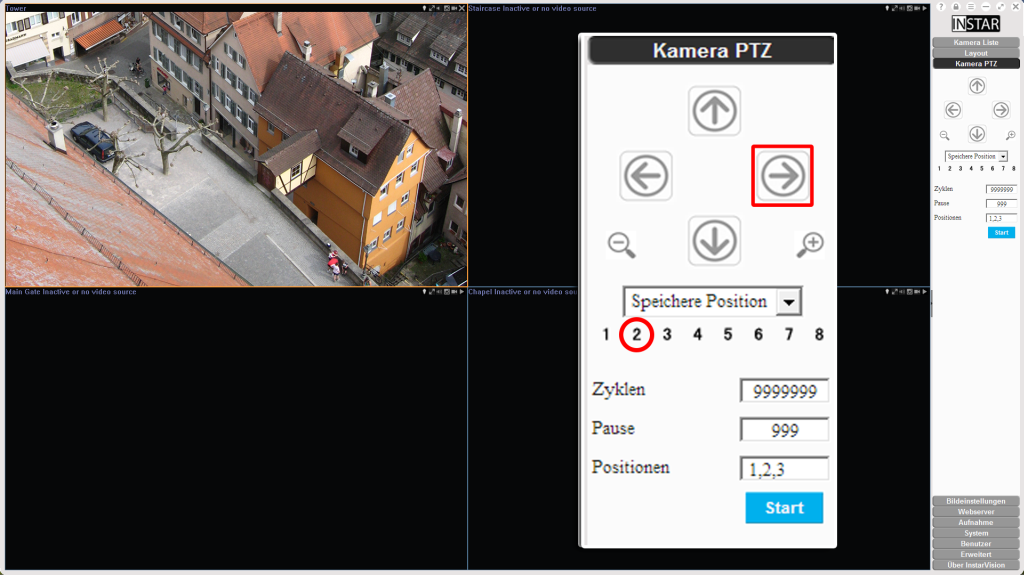 Tower
Staircase Inactive or no video source
INSTAR
Kamera Liste
Layout
Kamera PTZ
Speichere Position
1 2 3 4 5 6 7 8
Zyklen 9999999
Pause 999
Positionen 1,2,3
Start
Kamera PTZ
Speichere Position
1 2 3 4 5 6 7 8
Zyklen 9999999
Pause 999
Positionen 1,2,3
Start
Main Gate Inactive or no video source
Chapel Inactive or no video sou
Bildeinstellungen
Webserver
Aufnahme
System
Benutzer
Erweitert
Über InstarVision